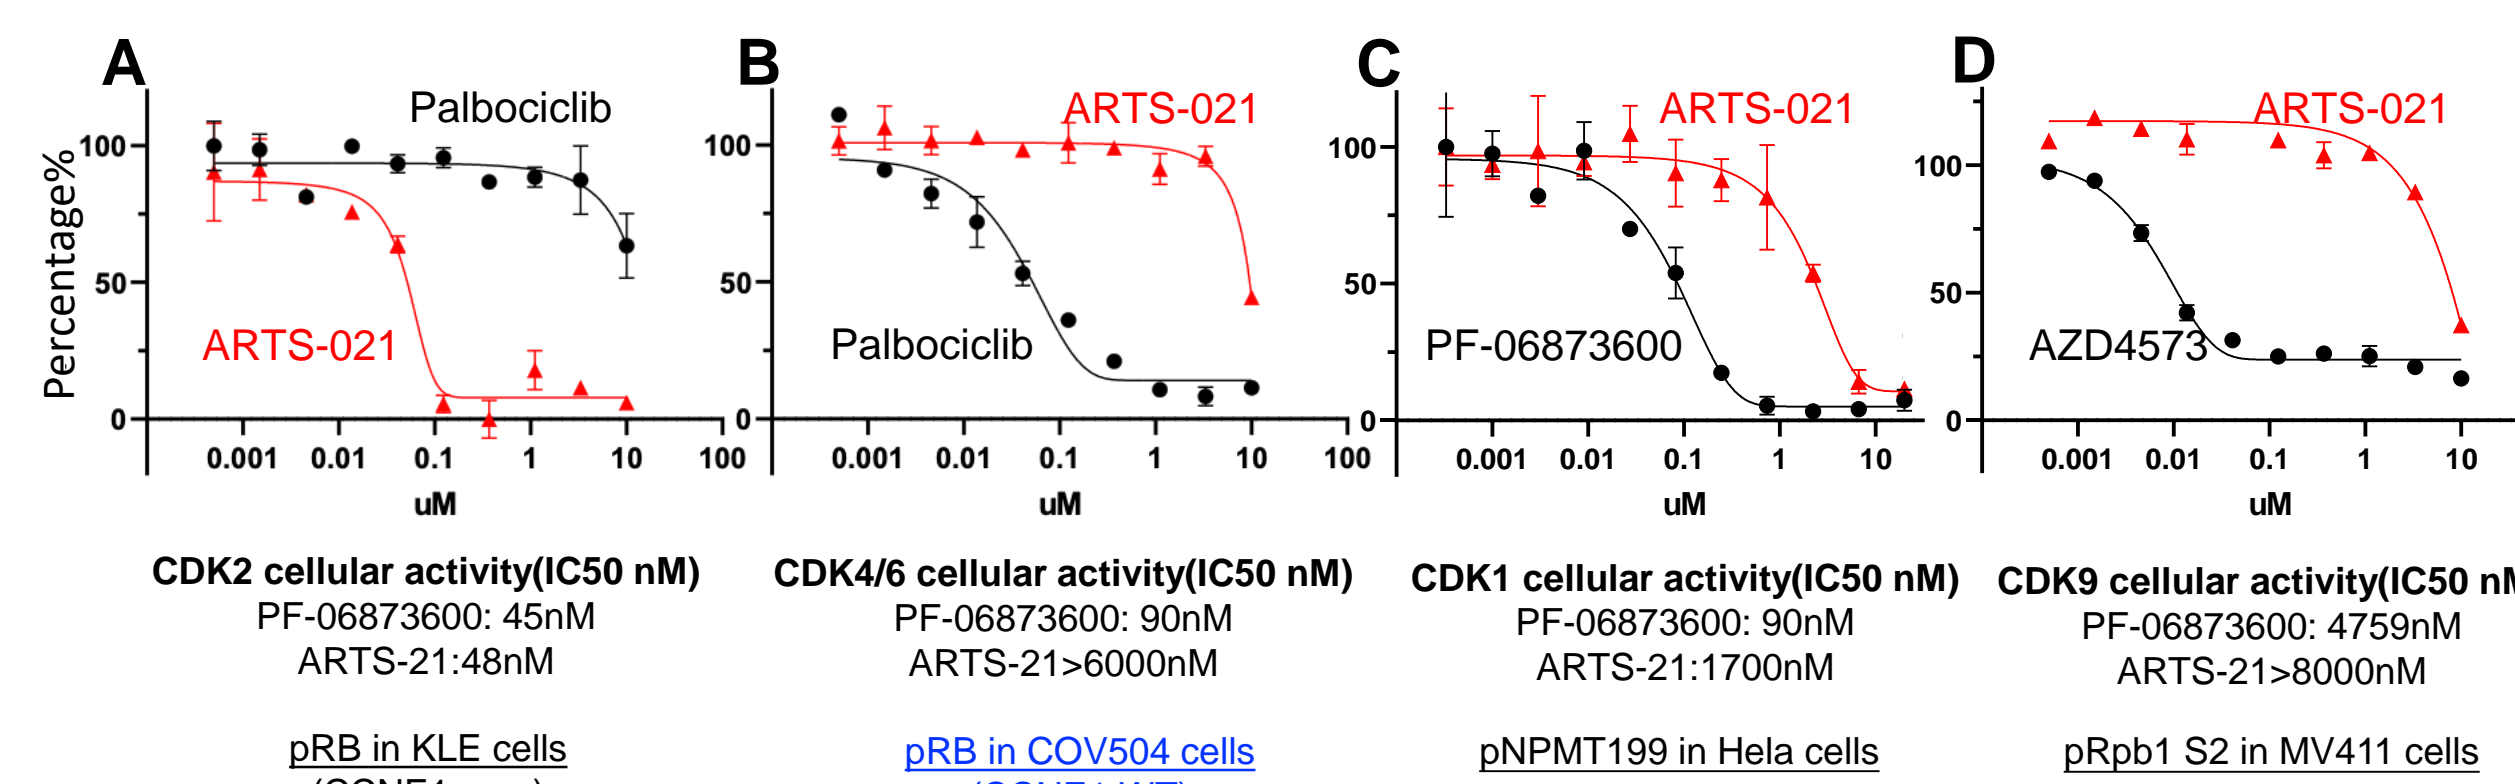 A
B
C
D
Palbociclib
ARTS-021
ARTS-021
ARTS-021
Percentage%
100
50
0
ARTS-021
0.001 0.01 0.1 1 10 100
uM
100
50
0
Palbociclib
0.001 0.01 0.1 1 10 100
uM
100
50
0
PF-06873600
0.001 0.01 0.1 1 10
uM
100
50
0
AZD4573
0.001 0.01 0.1 1 10
uM
CDK2 cellular activity(IC50 nM)
PF-06873600: 45nM
ARTS-21:48nM
pRB in KLE cells
CDK4/6 cellular activity(IC50 nM)
PF-06873600: 90nM
ARTS-21>6000nM
pRB in COV504 cells
CDK1 cellular activity(IC50 nM)
PF-06873600: 90nM
ARTS-21:1700nM
pNPMT199 in Hela cells
CDK9 cellular activity(IC50 nM
PF-06873600: 4759nM
ARTS-21>8000nM
pRpb1 S2 in MV411 cells